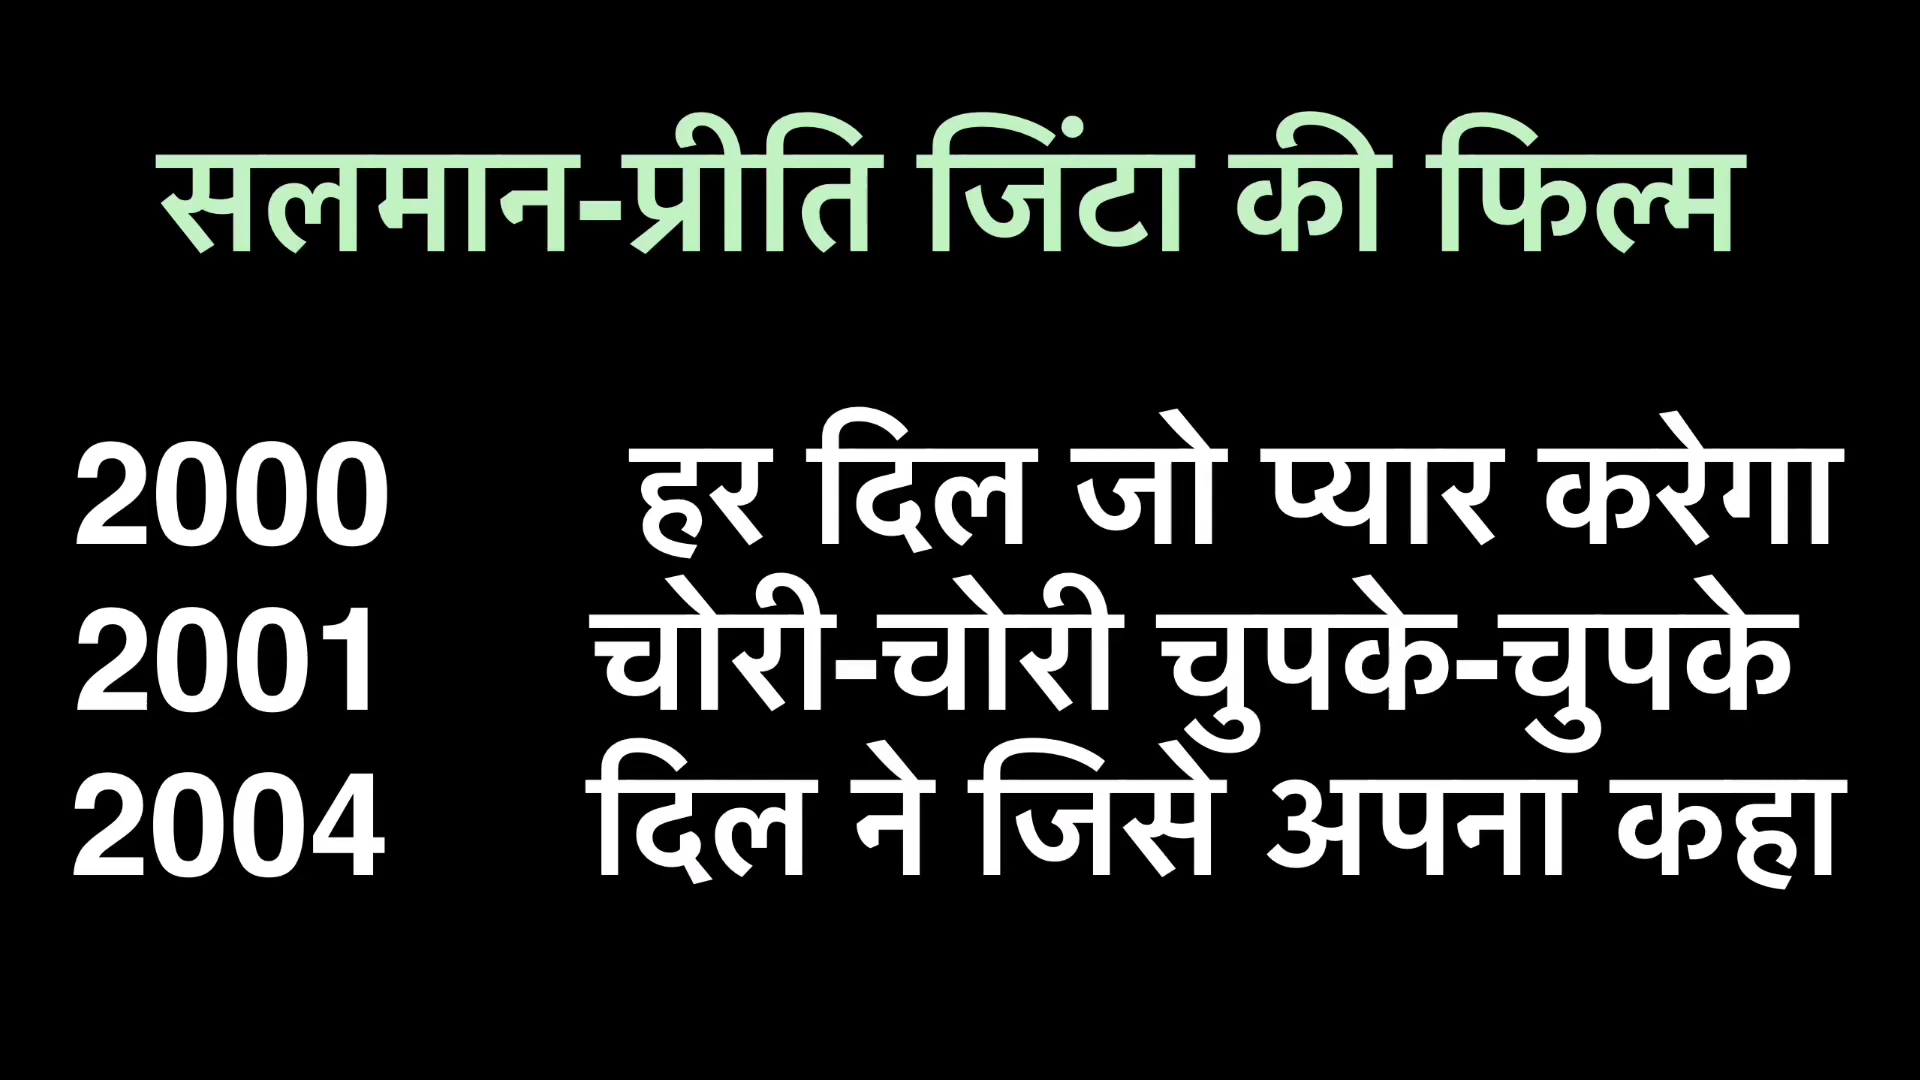 सलमान-प्रीति जिंटा की फिल्म
2000 हर दिल जो प्यार करेगा
2001 चोरी-चोरी चुपके-चुपके
2004 दिल ने जिसे अपना कहा